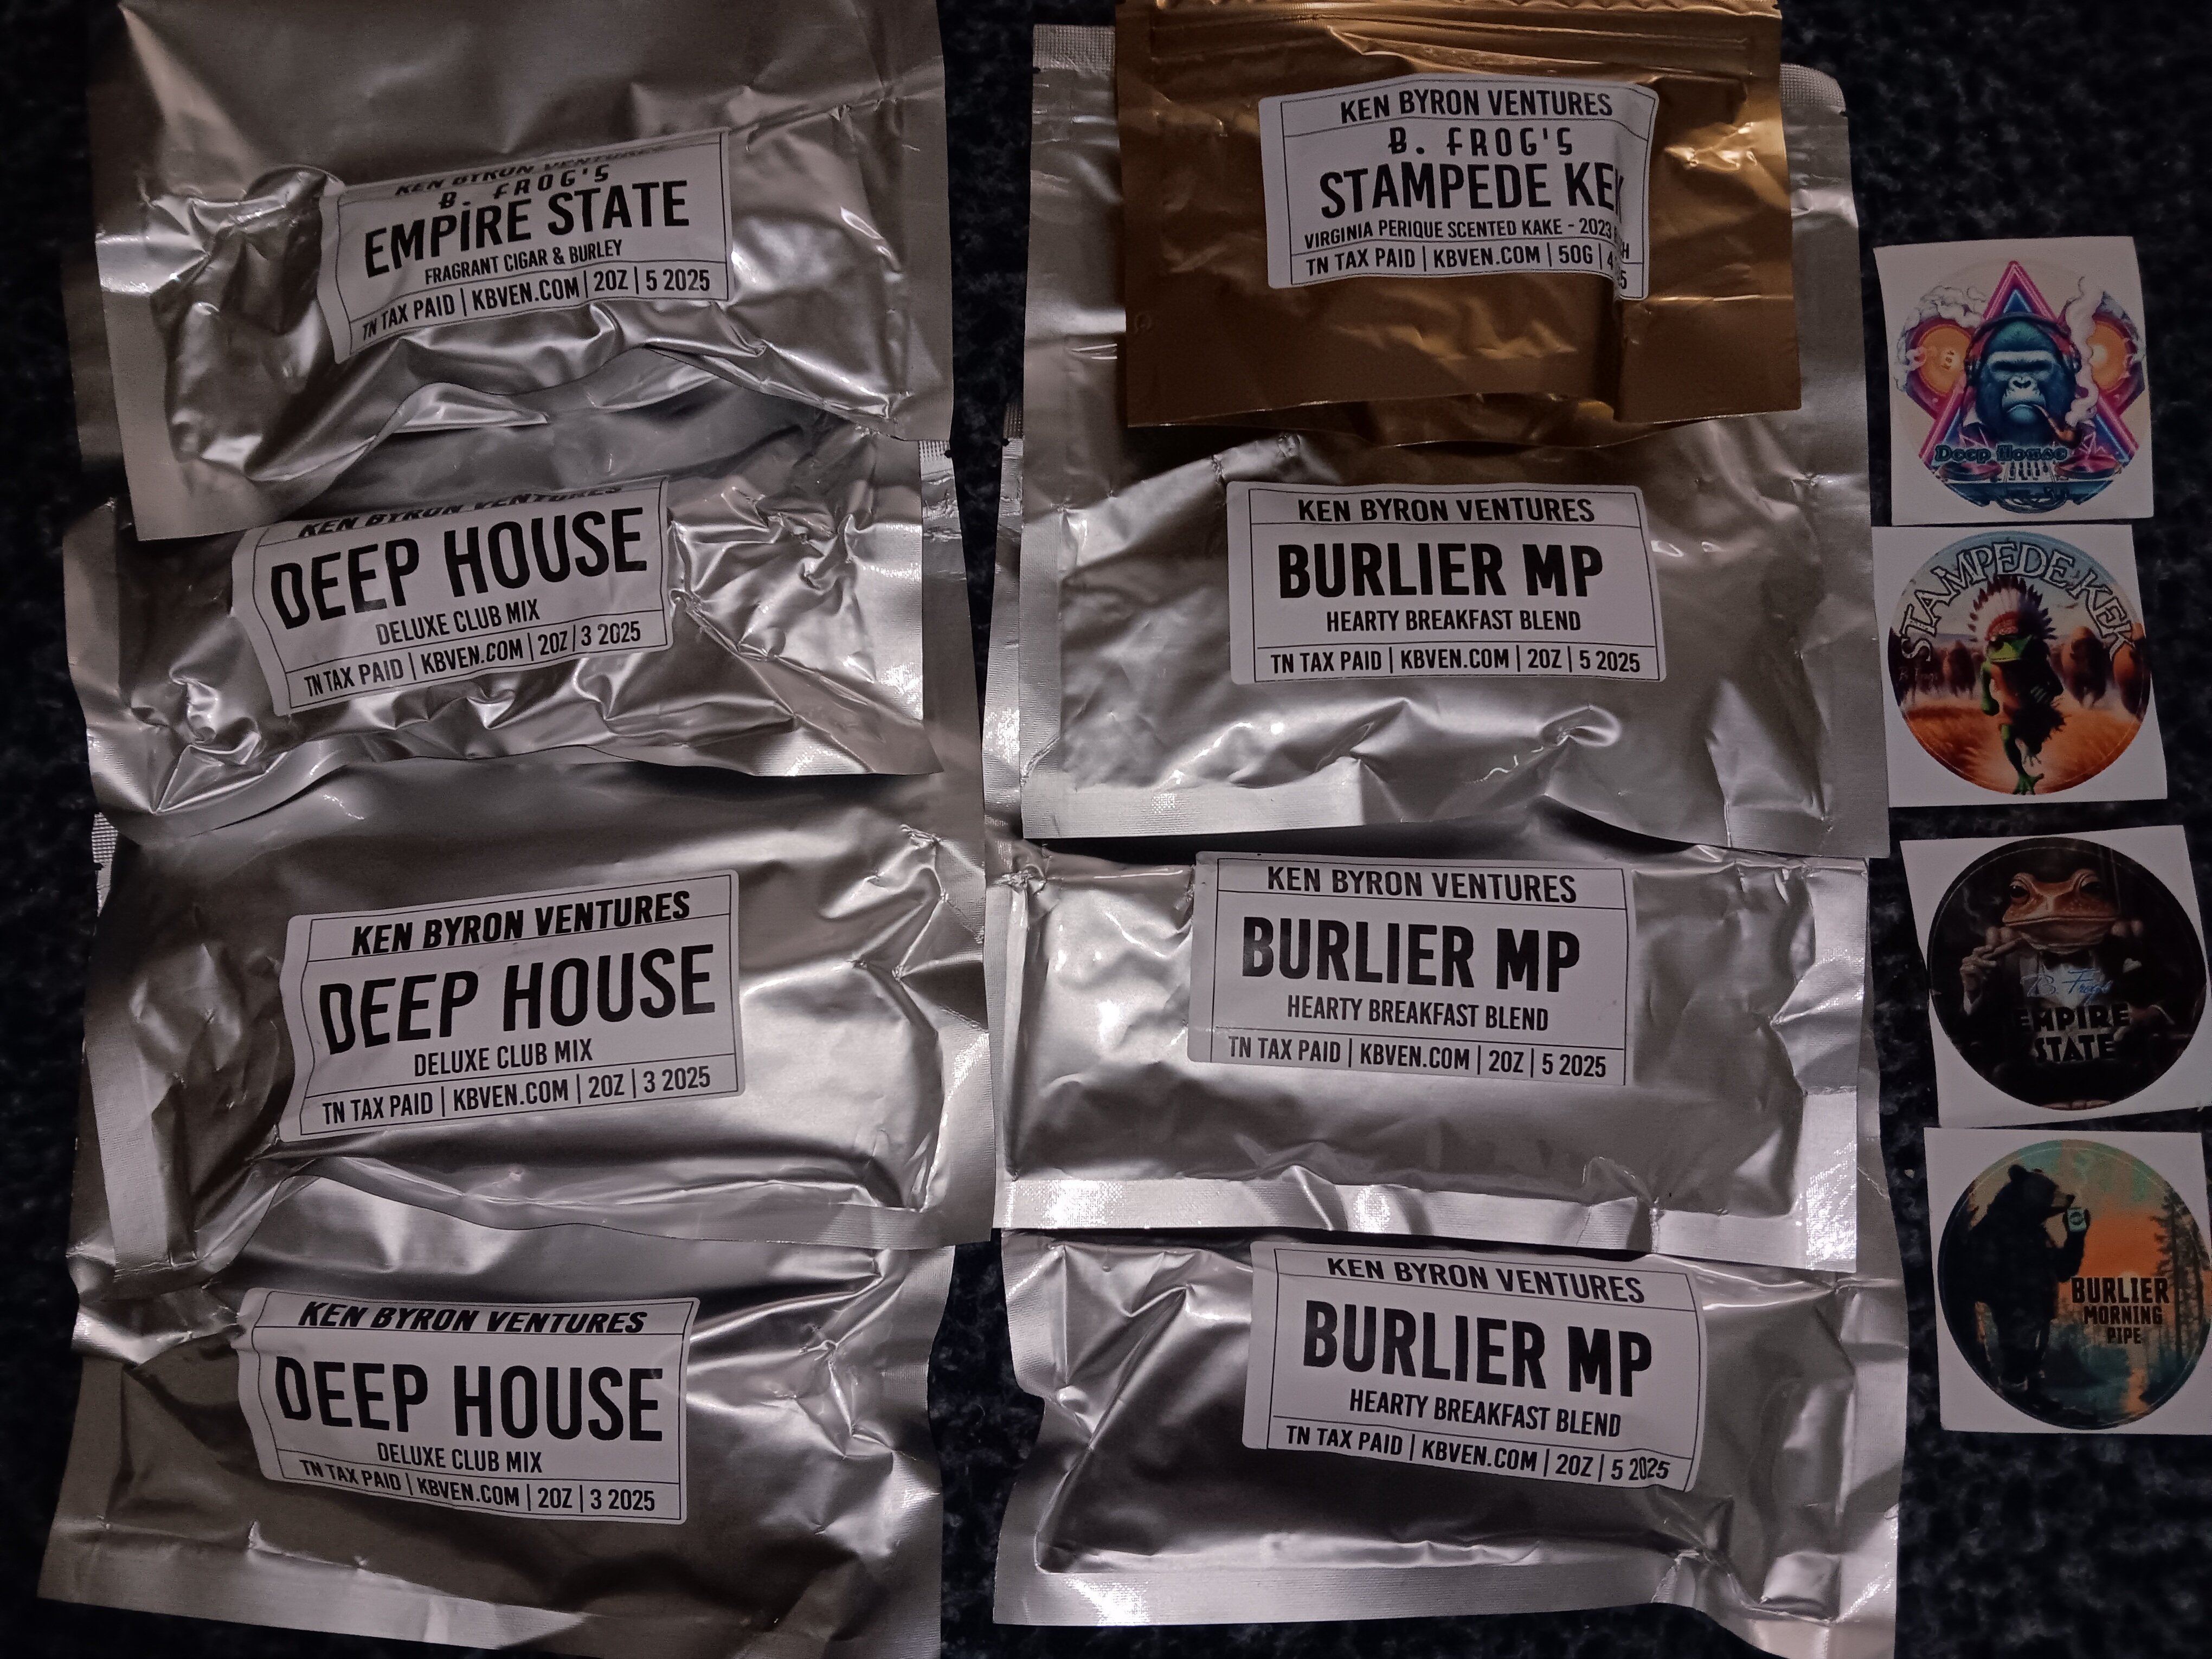 KEN BYRON VENTURES
B. FROG'S
EMPIRE STATE
FRAGRANT CIGAR & BURLEY
TN TAX PAID | KBVEN.COM | 2OZ | 5 2025
KEN BYRON VENTURES
DEEP HOUSE
DELUXE CLUB MIX
TN TAX PAID | KBVEN.COM | 2OZ | 3 2025
KEN BYRON VENTURES
DEEP HOUSE
DELUXE CLUB MIX
TN TAX PAID | KBVEN.COM | 2OZ | 3 2025
KEN BYRON VENTURES
DEEP HOUSE
DELUXE CLUB MIX
TN TAX PAID | KBVEN.COM | 2OZ | 3 2025
KEN BYRON VENTURES
B. FROG'S
STAMPEDE KEK
VIRGINIA PERIQUE SCENTED KAKE - 2023
TN TAX PAID | KBVEN.COM | 50G | 4
KEN BYRON VENTURES
BURLIER MP
HEARTY BREAKFAST BLEND
TN TAX PAID | KBVEN.COM | 2OZ | 5 2025
KEN BYRON VENTURES
BURLIER MP
HEARTY BREAKFAST BLEND
TN TAX PAID | KBVEN.COM | 2OZ | 5 2025
KEN BYRON VENTURES
BURLIER MP
HEARTY BREAKFAST BLEND
TN TAX PAID | KBVEN.COM | 2OZ | 5 2025
Deep House
STAMPEDE KEK
B. Frog's
EMPIRE
STATE
BURLIER
MORNING
PIPE